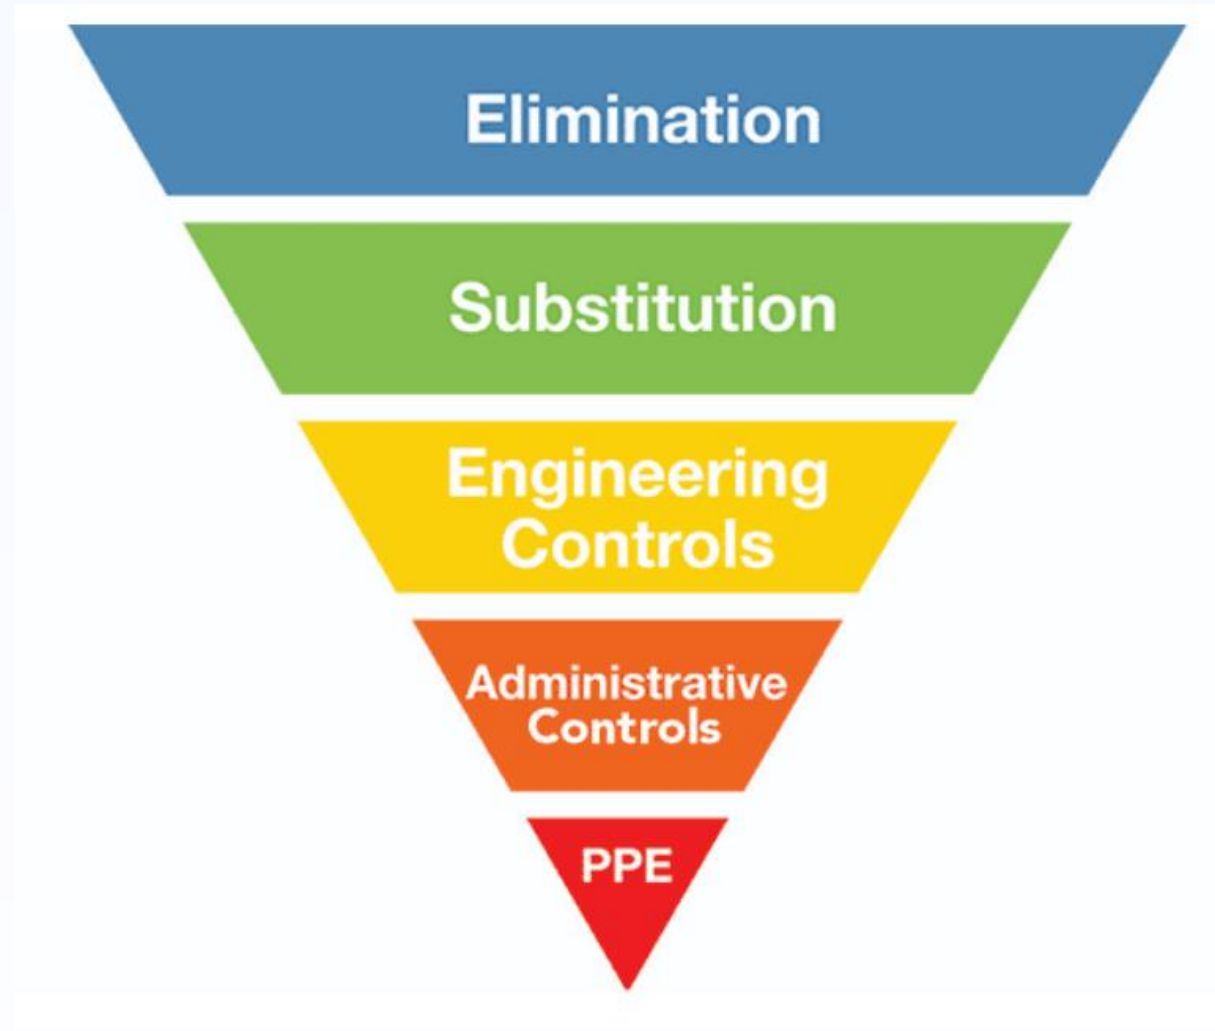 Elimination
Substitution
Engineering
Controls
Administrative
Controls
PPE